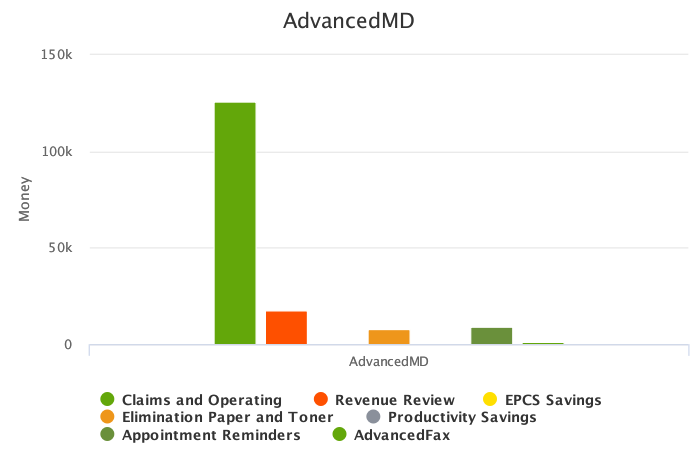 AdvancedMD
150k
100k
50k
0
Money
AdvancedMD
Claims and Operating Revenue Review EPCS Savings
Elimination Paper and Toner Productivity Savings
Appointment Reminders AdvancedFax